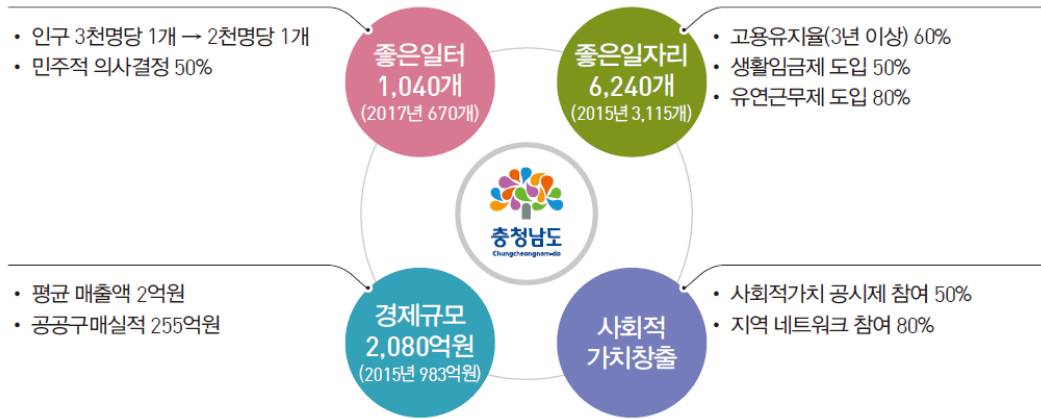 • 인구 3천명당 1개 → 2천명당 1개
• 민주적 의사결정 50%
좋은일터
1,040개
(2017년 670개)
좋은일자리
6,240개
(2015년 3,115개)
• 고용유지율(3년 이상) 60%
• 생활임금제 도입 50%
• 유연근무제 도입 80%
충청남도
Chungcheongnam-do
• 평균 매출액 2억원
• 공공구매실적 255억원
경제규모
2,080억원
(2015년 983억원)
사회적
가치창출
• 사회적가치 공시제 참여 50%
• 지역 네트워크 참여 80%